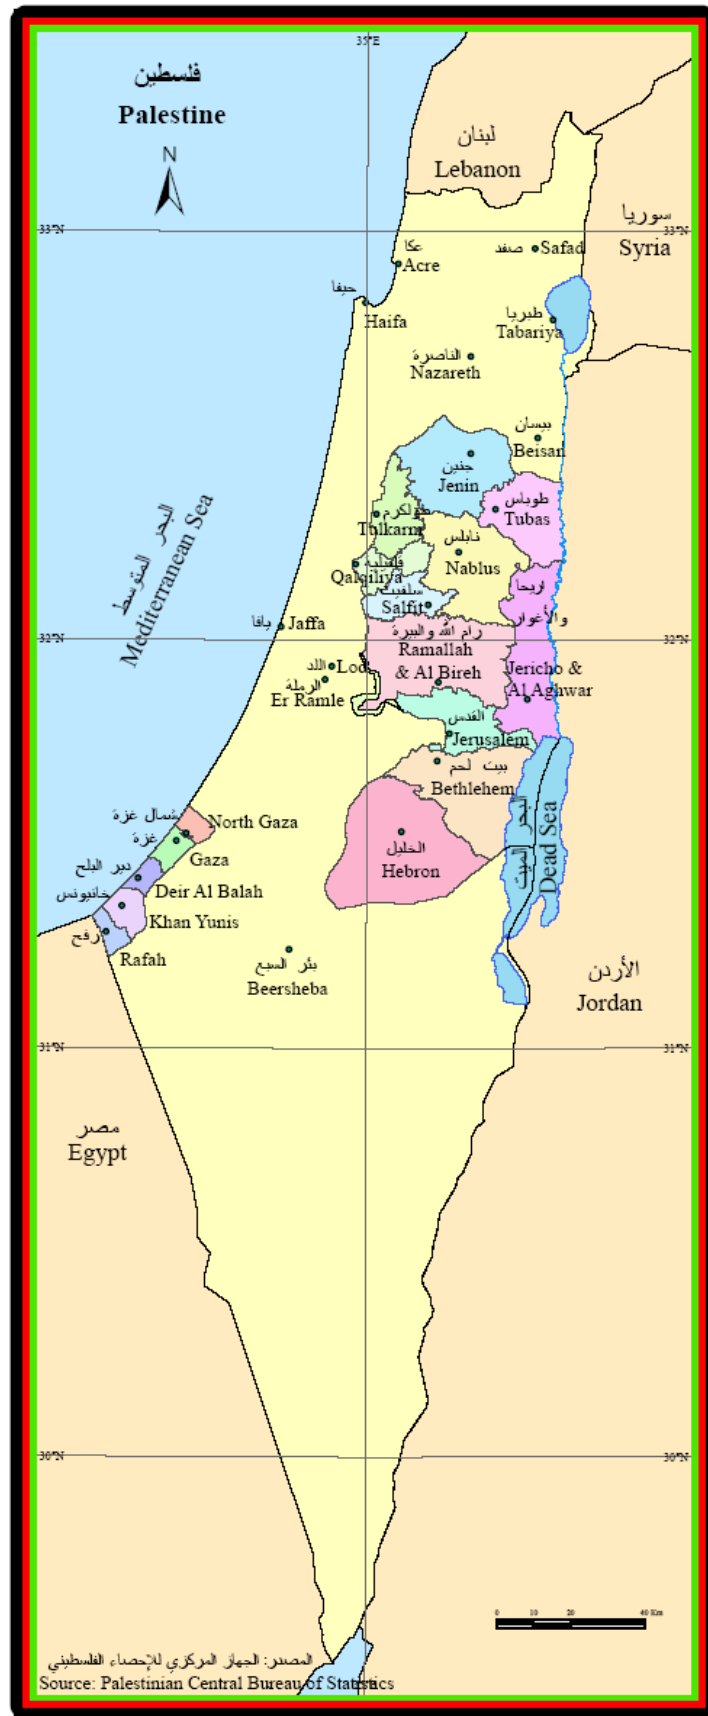 35°E
فلسطين
Palestine
N
لبنان
Lebanon
سوريا
Syria
33°N
33°N
صفد Safad
عكا
Acre
حيفا
Haifa
طبريا
Tabariya
الناصرة
Nazareth
بيسان
Beisan
جنين
Jenin
طوباس
Tubas
طولكرم
Tulkarm
نابلس
Nablus
قلقيلية
Qalqiliya
سلفيت
Salfit
اريحا
والأغوار
Jericho &
Al Aghwar
البحر المتوسط
Mediterranean Sea
يافا Jaffa
32°N
32°N
رام الله والبيرة
Ramallah
& Al Bireh
اللد Lod
الرملة
Er Ramle
القدس
Jerusalem
بيت لحم
Bethlehem
البحر الميت
Dead Sea
الخليل
Hebron
شمال غزة
North Gaza
غزة
Gaza
دير البلح
Deir Al Balah
خانيونس
Khan Yunis
رفح
Rafah
بئر السبع
Beersheba
الأردن
Jordan
31°N
31°N
مصر
Egypt
30°N
30°N
0 10 20 40 Km
المصدر: الجهاز المركزي للإحصاء الفلسطيني
Source: Palestinian Central Bureau of Statistics